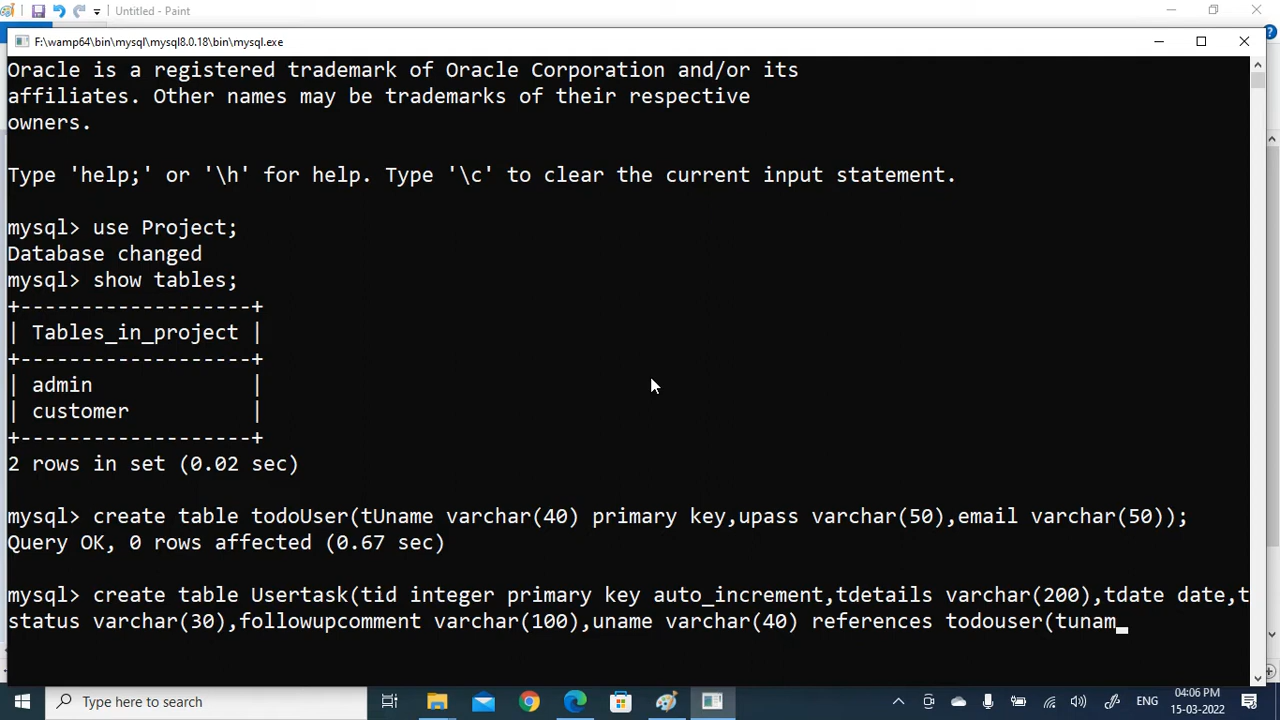 Untitled - Paint
F:\wamp64\bin\mysql\mysql8.0.18\bin\mysql.exe
Oracle is a registered trademark of Oracle Corporation and/or its
affiliates. Other names may be trademarks of their respective
owners.
Type 'help;' or '\h' for help. Type '\c' to clear the current input statement.
mysql> use Project;
Database changed
mysql> show tables;
+-------------------+
| Tables_in_project |
+-------------------+
| admin             |
| customer          |
+-------------------+
2 rows in set (0.02 sec)
mysql> create table todoUser(tUname varchar(40) primary key,upass varchar(50),email varchar(50));
Query OK, 0 rows affected (0.67 sec)
mysql> create table Usertask(tid integer primary key auto_increment,tdetails varchar(200),tdate date,t
status varchar(30),followupcomment varchar(100),uname varchar(40) references todouser(tunam_
Type here to search
ENG
04:06 PM
15-03-2022